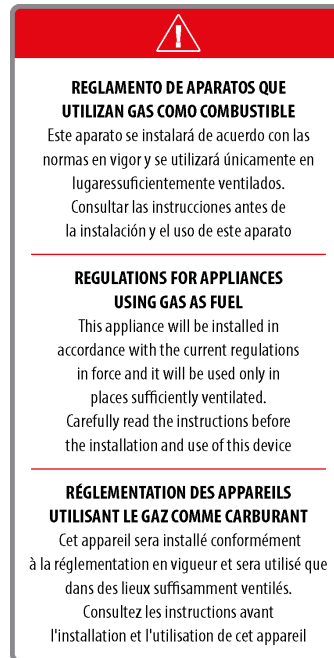 REGLAMENTO DE APARATOS QUE
UTILIZAN GAS COMO COMBUSTIBLE
Este aparato se instalará de acuerdo con las
normas en vigor y se utilizará únicamente en
lugaressuficientemente ventilados.
Consultar las instrucciones antes de
la instalación y el uso de este aparato
REGULATIONS FOR APPLIANCES
USING GAS AS FUEL
This appliance will be installed in
accordance with the current regulations
in force and it will be used only in
places sufficiently ventilated.
Carefully read the instructions before
the installation and use of this device
RÉGLEMENTATION DES APPAREILS
UTILISANT LE GAZ COMME CARBURANT
Cet appareil sera installé conformément
à la réglementation en vigueur et sera utilisé que
dans des lieux suffisamment ventilés.
Consultez les instructions avant
l'installation et l'utilisation de cet appareil